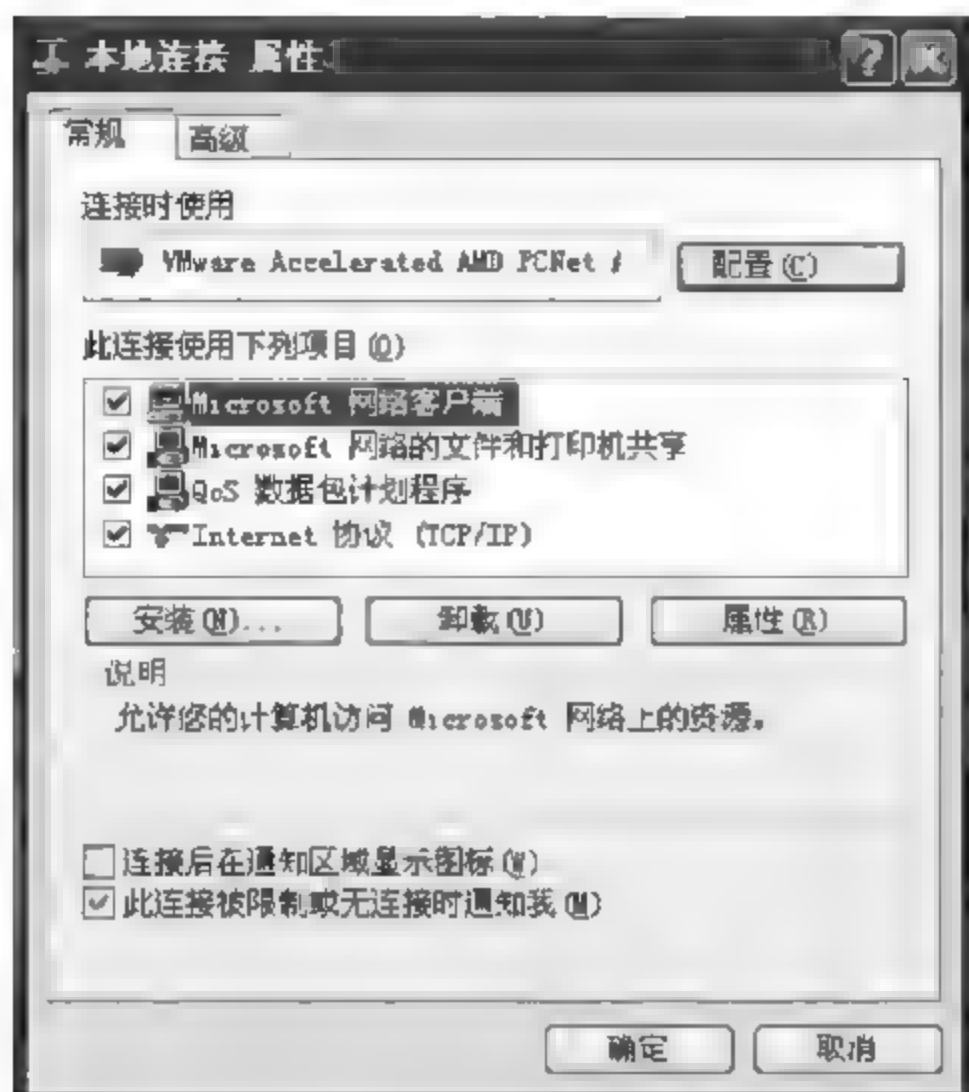 本地连接 属性
常规 高级
连接时使用
VMware Accelerated AMD PCNet A 配置(C)
此连接使用下列项目(O)
Microsoft 网络客户端
Microsoft 网络的文件和打印机共享
QoS 数据包计划程序
Internet 协议 (TCP/IP)
安装(N)... 卸载(U) 属性(R)
说明
允许您的计算机访问 Microsoft 网络上的资源。
连接后在通知区域显示图标(W)
此连接被限制或无连接时通知我(M)
确定 取消